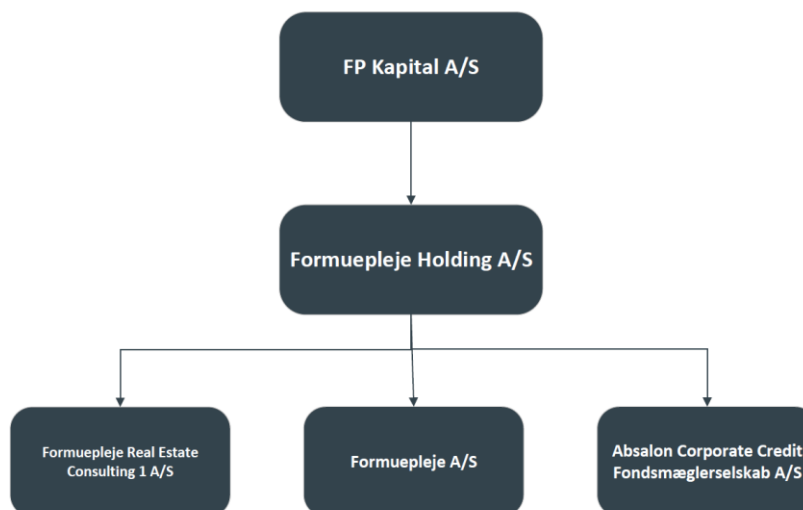 FP Kapital A/S
Formuepleje Holding A/S
Formuepleje Real Estate
Consulting 1 A/S
Formuepleje A/S
Absalon Corporate Credit
Fondsmæglerselskab A/S